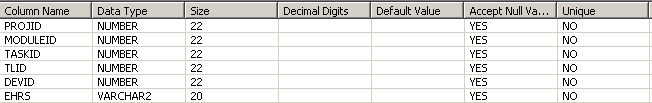 Column Name Data Type Size Decimal Digits Default Value Accept Null Va... Unique
PROJID NUMBER 22 YES NO
MODULEID NUMBER 22 YES NO
TASKID NUMBER 22 YES NO
TLID NUMBER 22 YES NO
DEVID NUMBER 22 YES NO
EHRS VARCHAR2 20 YES NO